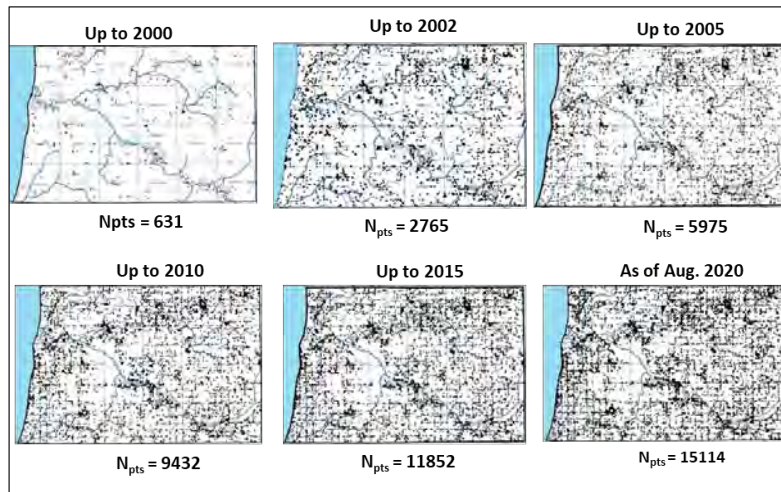 Up to 2000
Up to 2002
Up to 2005
Npts = 631
Npts = 2765
Npts = 5975
Up to 2010
Up to 2015
As of Aug. 2020
Npts = 9432
Npts = 11852
Npts = 15114